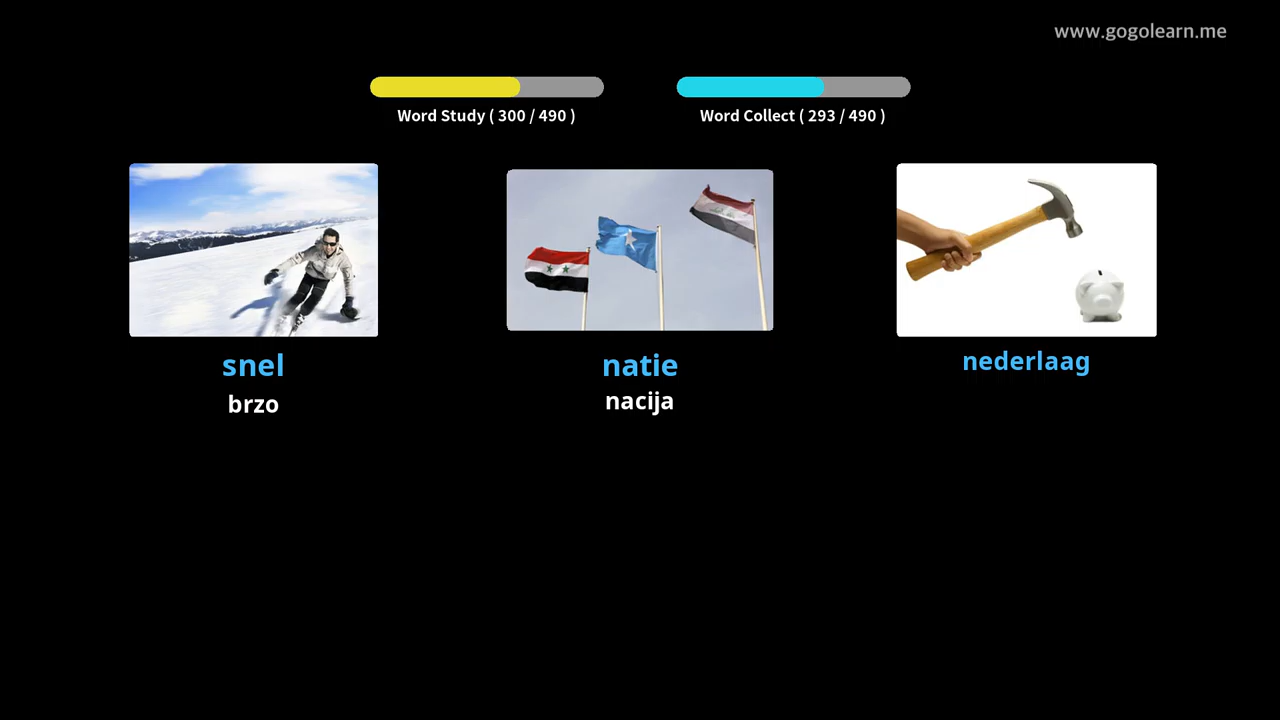 www.gogolearn.me
Word Study ( 300 / 490 )
Word Collect ( 293 / 490 )
snel
brzo
natie
nacija
nederlaag